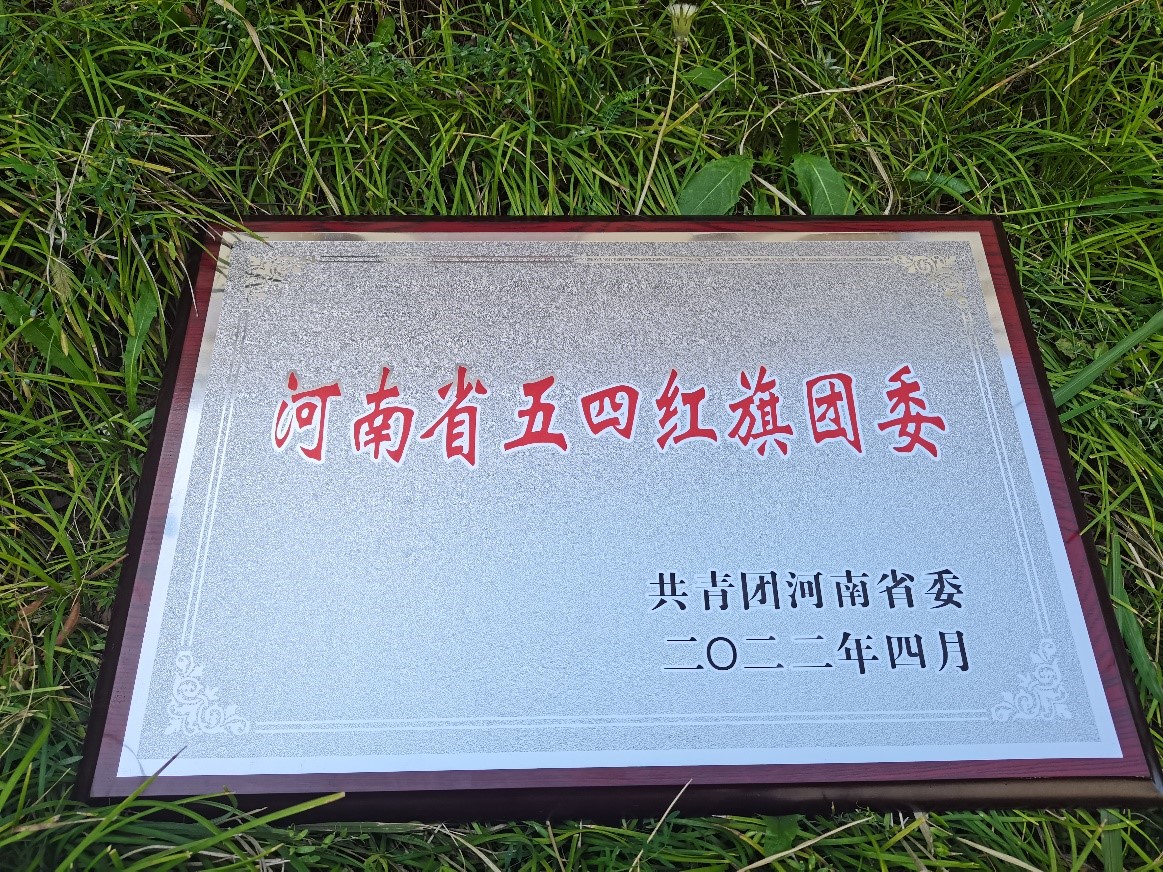 河南省五四红旗团委
共青团河南省委
二〇二二年四月